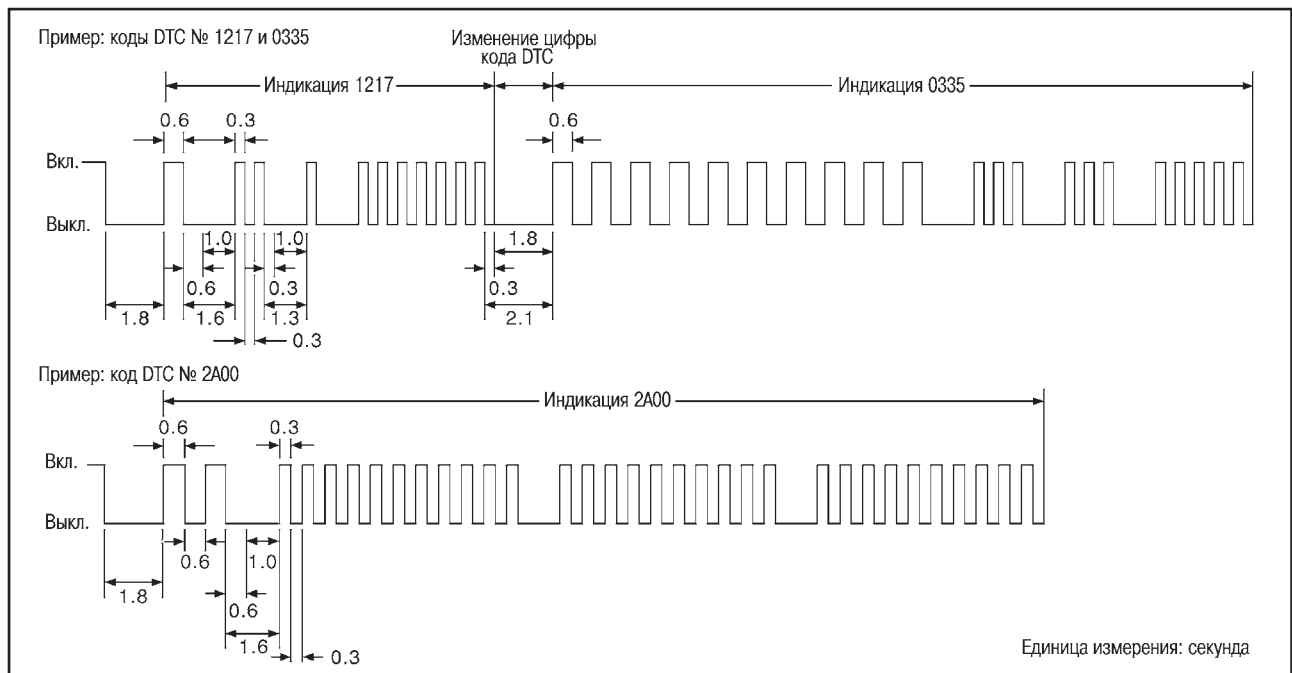 Пример: коды DTC № 1217 и 0335
Изменение цифры
кода DTC
Индикация 1217
Индикация 0335
0.6
0.3
0.6
Вкл.
Выкл.
1.0
1.0
1.8
0.6
0.3
0.3
1.8
1.6
1.3
2.1
0.3
Пример: код DTC № 2A00
Индикация 2A00
0.6
0.3
Вкл.
Выкл.
0.6
1.0
1.8
0.6
1.6
0.3
Единица измерения: секунда